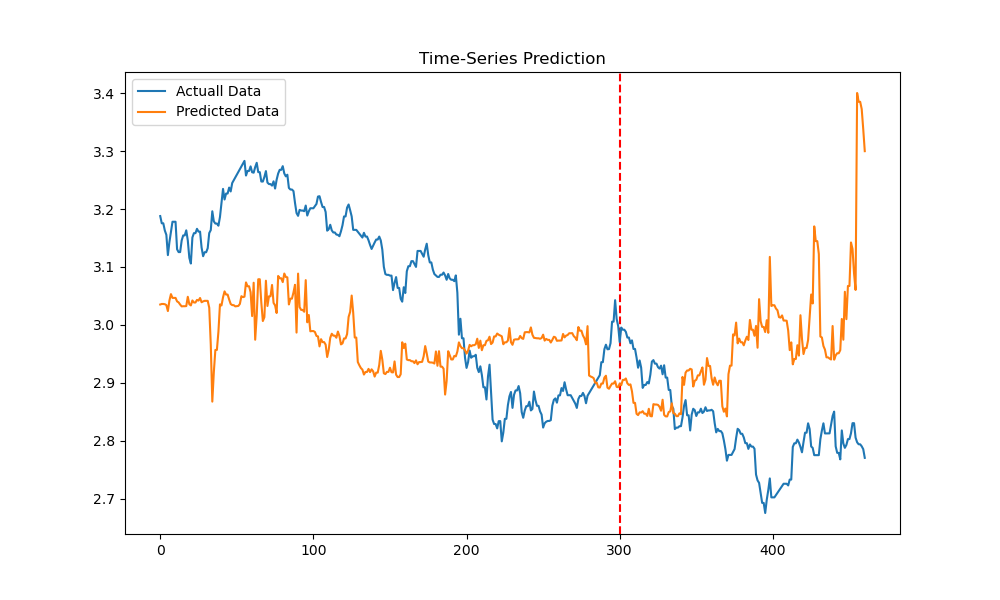 Time-Series Prediction
Actuall Data
Predicted Data
3.4
3.3
3.2
3.1
3.0
2.9
2.8
2.7
0 100 200 300 400